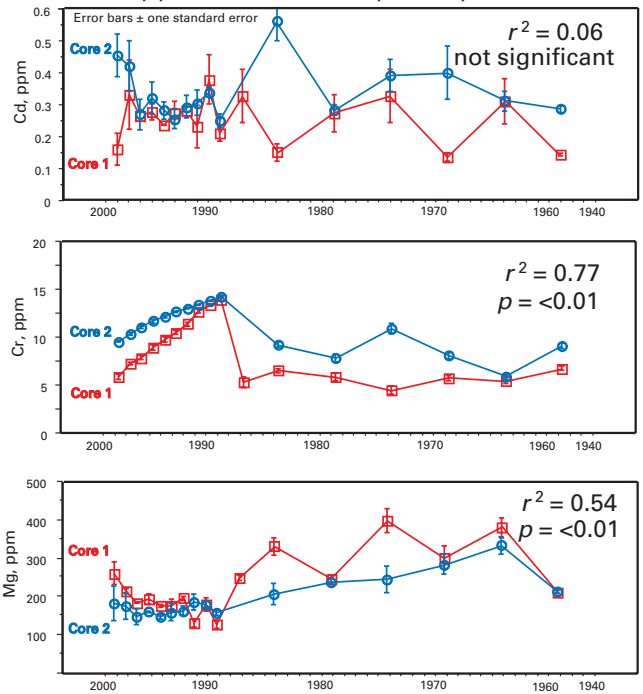 Error bars ± one standard error
Core 2
Core 1
r² = 0.06
not significant
Cd, ppm
0.6
0.5
0.4
0.3
0.2
0.1
0
2000 1990 1980 1970 1960 1940
r² = 0.77
p = <0.01
Core 2
Core 1
Cr, ppm
20
15
10
5
0
2000 1990 1980 1970 1960 1940
r² = 0.54
p = <0.01
Core 1
Core 2
Mg, ppm
500
400
300
200
100
0
2000 1990 1980 1970 1960 1940